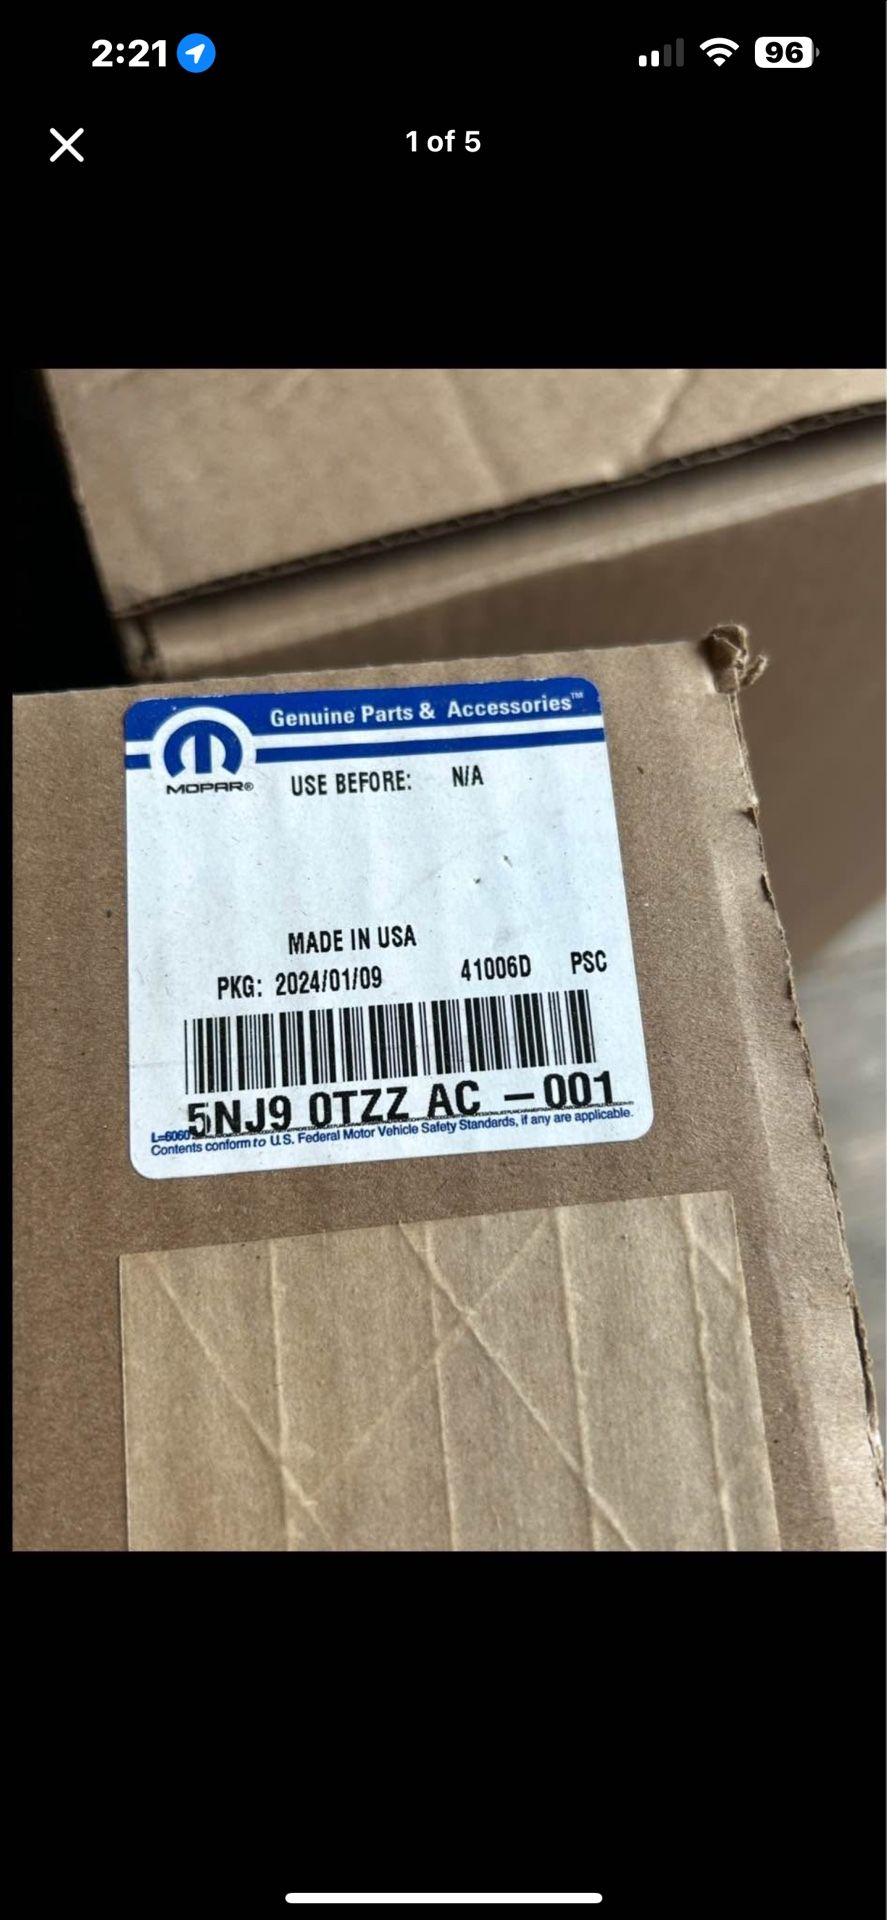 2:21
96
1 of 5
Genuine Parts & Accessories™
MOPAR®
USE BEFORE: N/A
MADE IN USA
PKG: 2024/01/09 41006D PSC
5NJ9 0TZZ AC -001
Contents conform to U.S. Federal Motor Vehicle Safety Standards, if any are applicable.